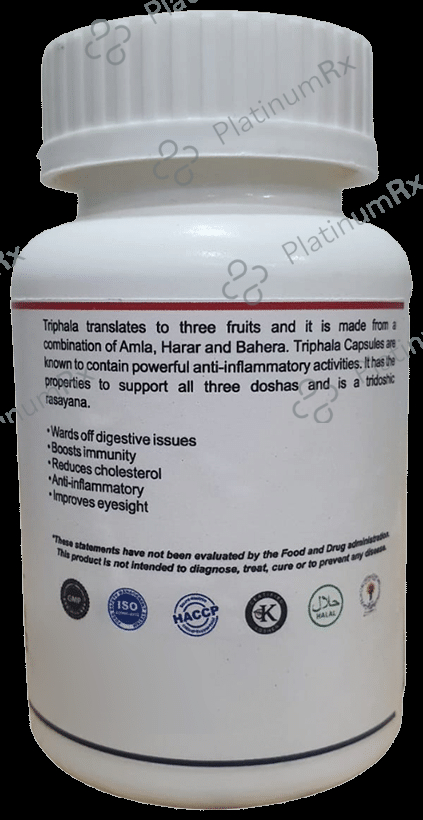 PlatinumRx
PlatinumRx
PlatinumRx
Triphala translates to three fruits and it is made from a
combination of Amla, Harar and Bahera. Triphala Capsules are
known to contain powerful anti-inflammatory activities. It has the
properties to support all three doshas and is a tridoshic
rasayana.
•Wards off digestive issues
•Boosts immunity
•Reduces cholesterol
•Anti-inflammatory
•Improves eyesight
*These statements have not been evaluated by the Food and Drug administration.
This product is not intended to diagnose, treat, cure or to prevent any disease.
GMP
ISO
HACCP
K
حلال
HALAL